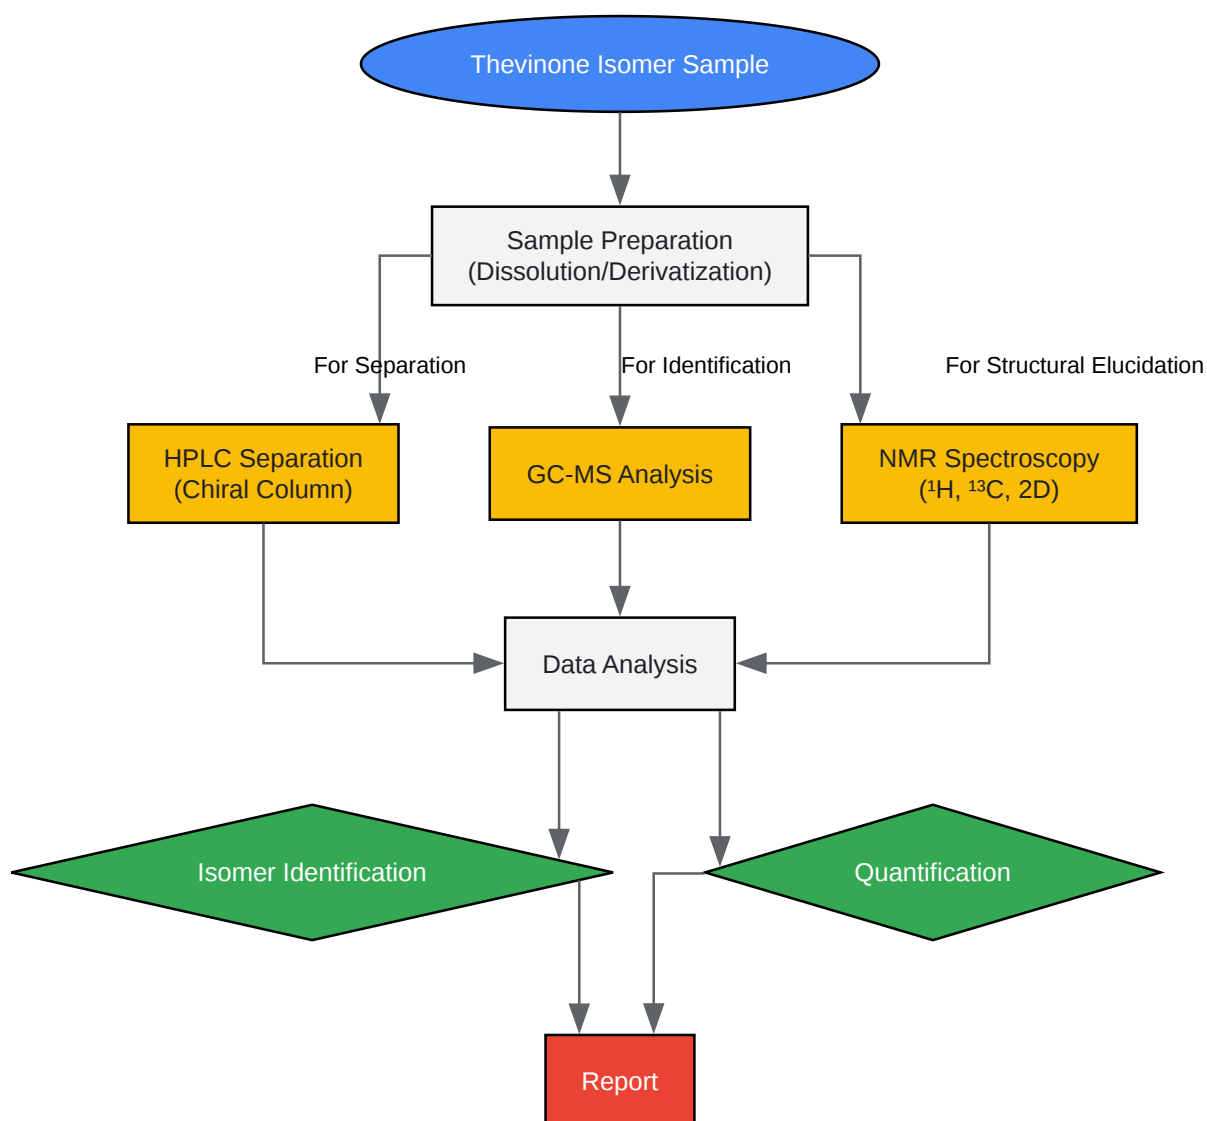 Thevinone Isomer Sample
Sample Preparation
(Dissolution/Derivatization)
For Separation
For Identification
For Structural Elucidation
HPLC Separation
(Chiral Column)
GC-MS Analysis
NMR Spectroscopy
(¹H, ¹³C, 2D)
Data Analysis
Isomer Identification
Quantification
Report